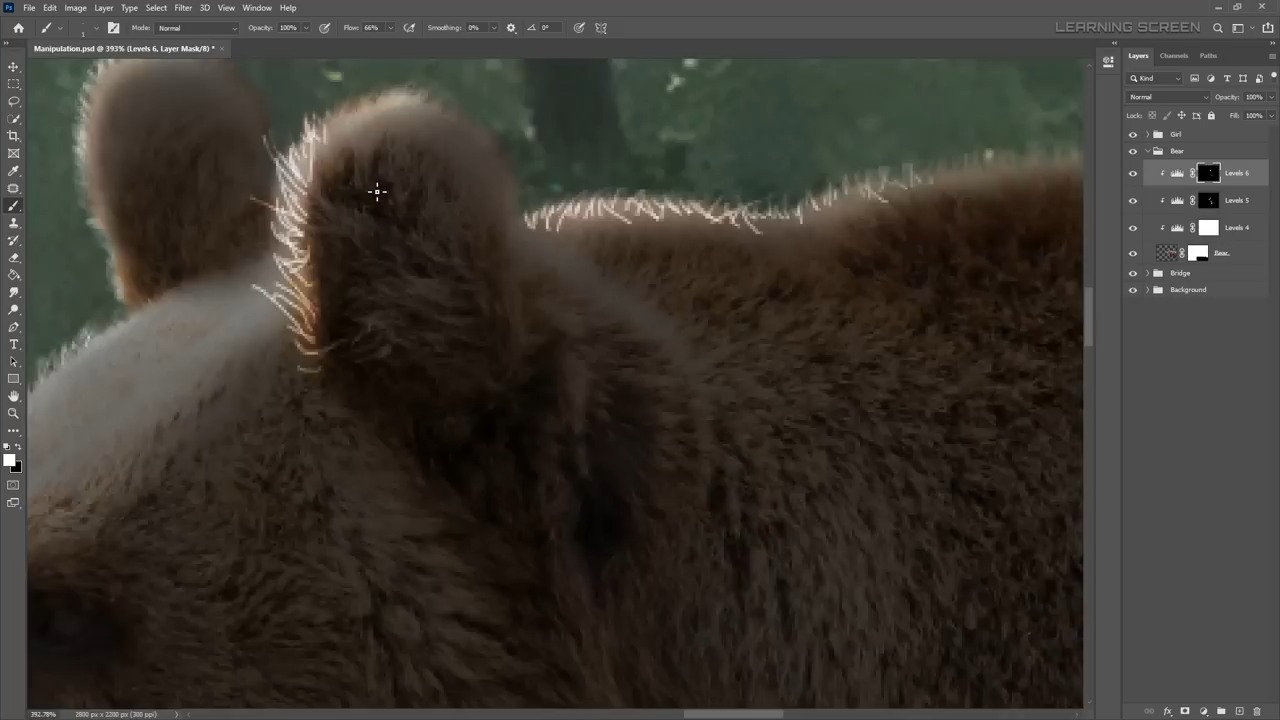 File Edit Image Layer Type Select Filter 3D View Window Help
Mode: Normal Opacity: 100% Flow: 66% Smoothing: 0% 0° LEARNING SCREEN
Manipulation.psd @ 393% (Levels 6, Layer Mask/8) *
Layers Channels Paths
Kind
Normal Opacity: 100%
Lock: Fill: 100%
Girl
Bear
Levels 6
Levels 5
Levels 4
Bear
Bridge
Background
392.78% 2800 px x 2200 px (300 ppi)